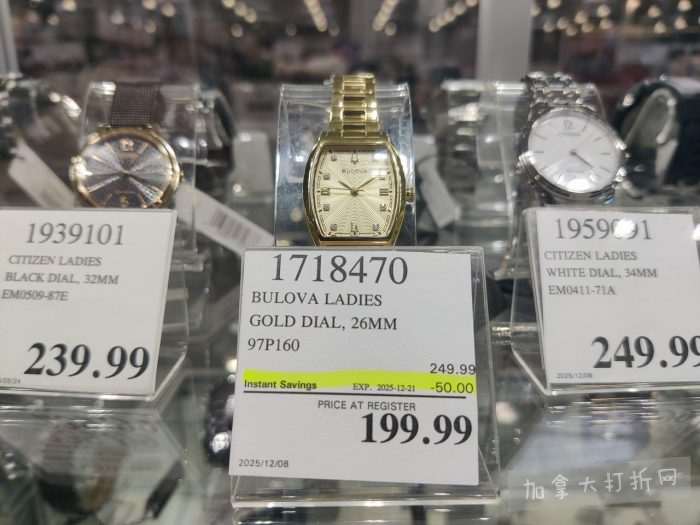 BULOVA
1939101
CITIZEN LADIES
BLACK DIAL, 32MM
EM0509-87E
239.99
1718470
BULOVA LADIES
GOLD DIAL, 26MM
97P160
249.99
Instant Savings EXP. 2025-12-21 -50.00
PRICE AT REGISTER
199.99
2025/12/08
CITIZEN LADIES
WHITE DIAL, 34MM
EM0411-71A
249.99
2025/12/08
加拿大打折网